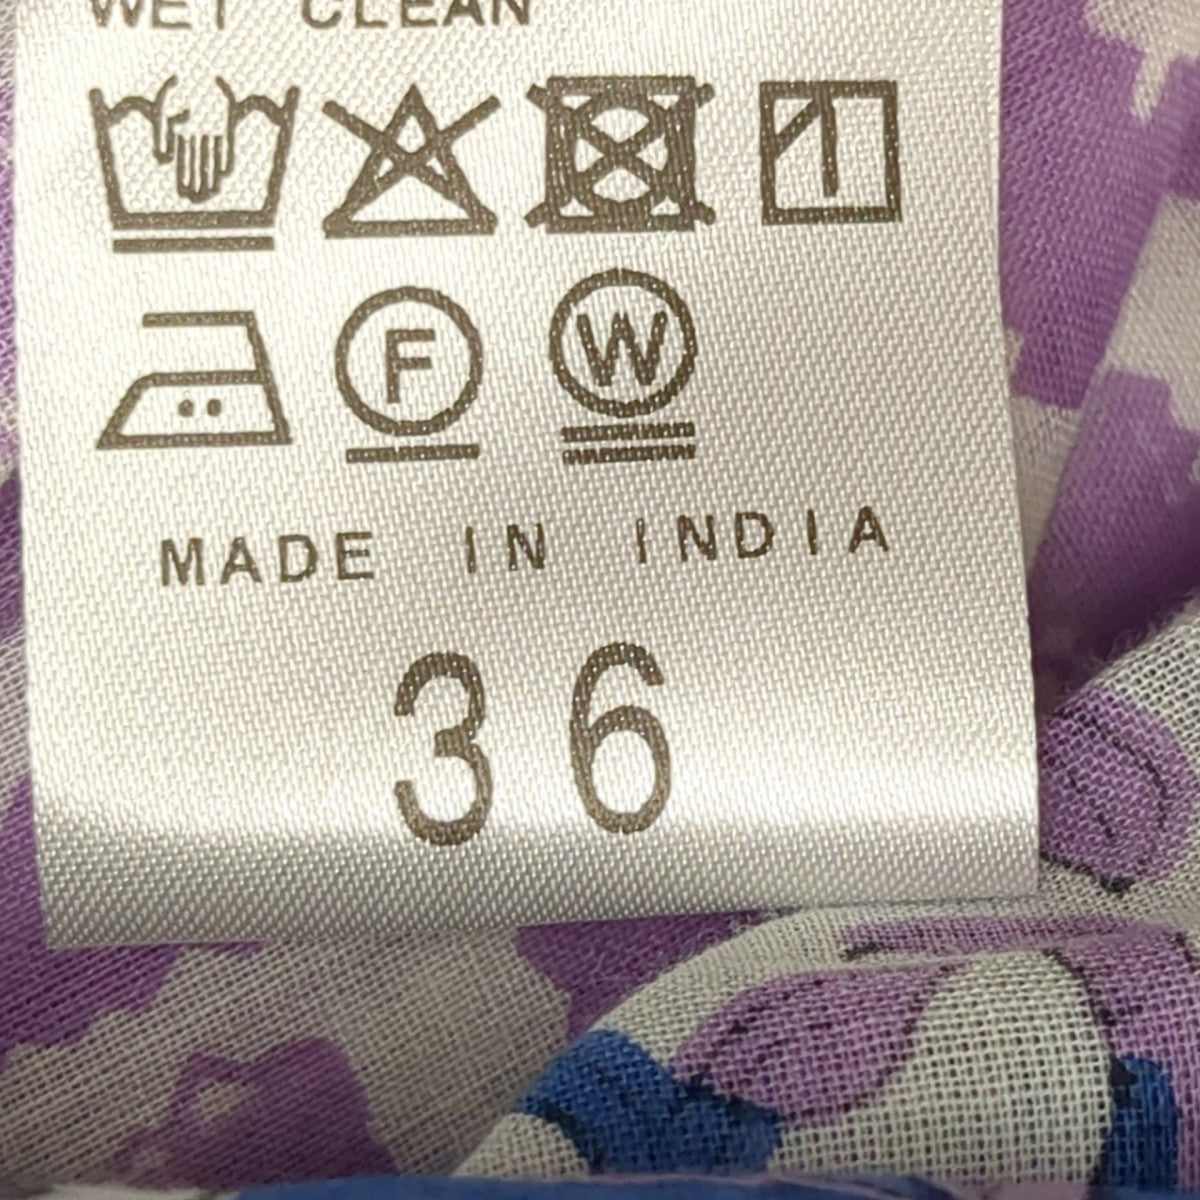 WET CLEAN
F W
MADE IN INDIA
36